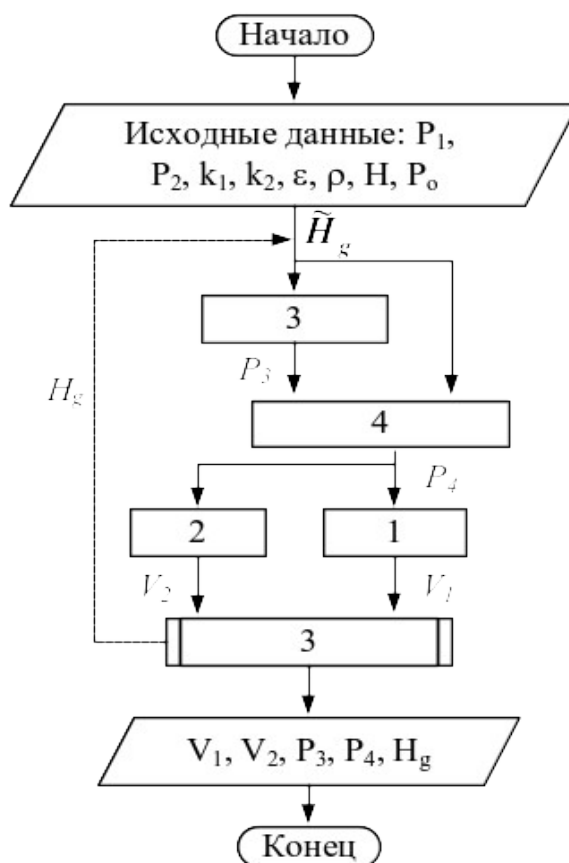 Начало
Исходные данные: P₁,
P₂, k₁, k₂, ε, ρ, H, Pₒ
H̃g
3
P₃
Hg
4
P₄
2
1
V₂
V₁
3
V₁, V₂, P₃, P₄, Hg
Конец